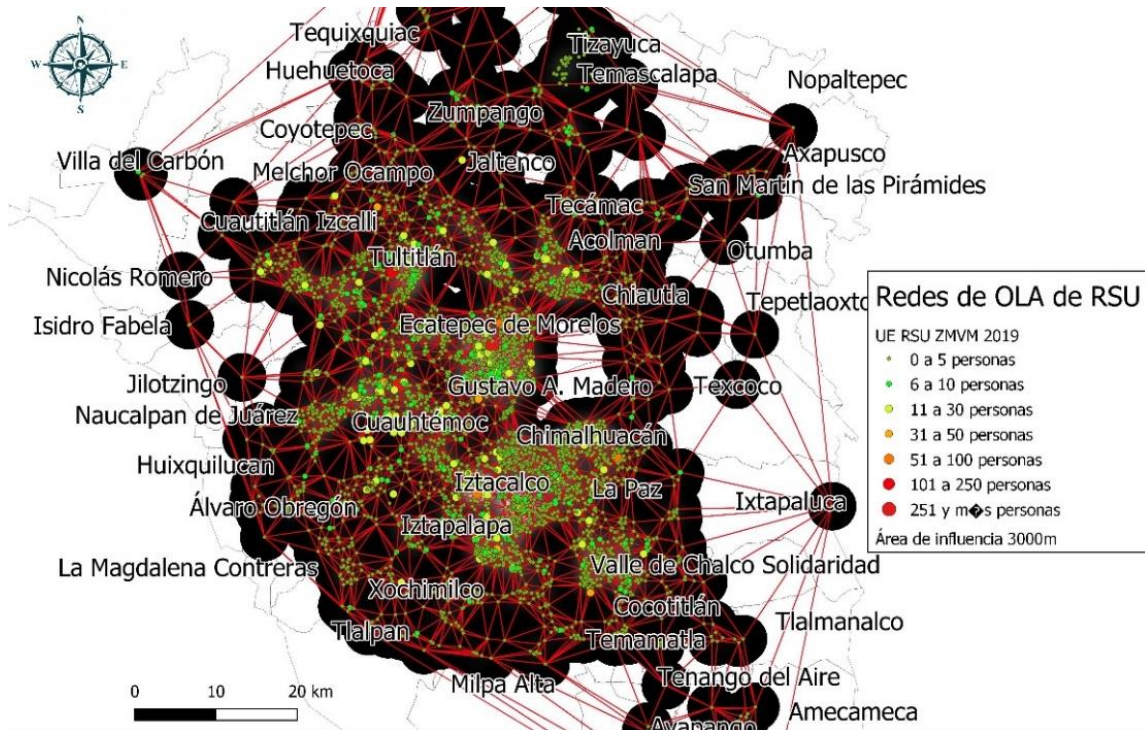 N
W E
S
Tequixquiac
Tizayuca
Huehuetoca
Temascalapa
Nopaltepec
Zumpango
Coyotepec
Axapusco
Villa del Carbón
Jaltenco
Melchor Ocampo
San Martín de las Pirámides
Tecámac
Cuautitlán Izcalli
Acolman
Otumba
Tultitlán
Nicolás Romero
Chiautla
Tepetlaoxto
Isidro Fabela
Ecatepec de Morelos
Jilotzingo
Gustavo A. Madero
Texcoco
Naucalpan de Juárez
Cuauhtémoc
Chimalhuacán
Huixquilucan
Iztacalco
La Paz
Ixtapaluca
Álvaro Obregón
Iztapalapa
La Magdalena Contreras
Valle de Chalco Solidaridad
Xochimilco
Cocotitlán
Tlalmanalco
Tlalpan
Temamatla
Tenango del Aire
Milpa Alta
Amecameca
Ayapango
0 10 20 km
Redes de OLA de RSU
UE RSU ZMVM 2019
0 a 5 personas
6 a 10 personas
11 a 30 personas
31 a 50 personas
51 a 100 personas
101 a 250 personas
251 y m�s personas
Área de influencia 3000m